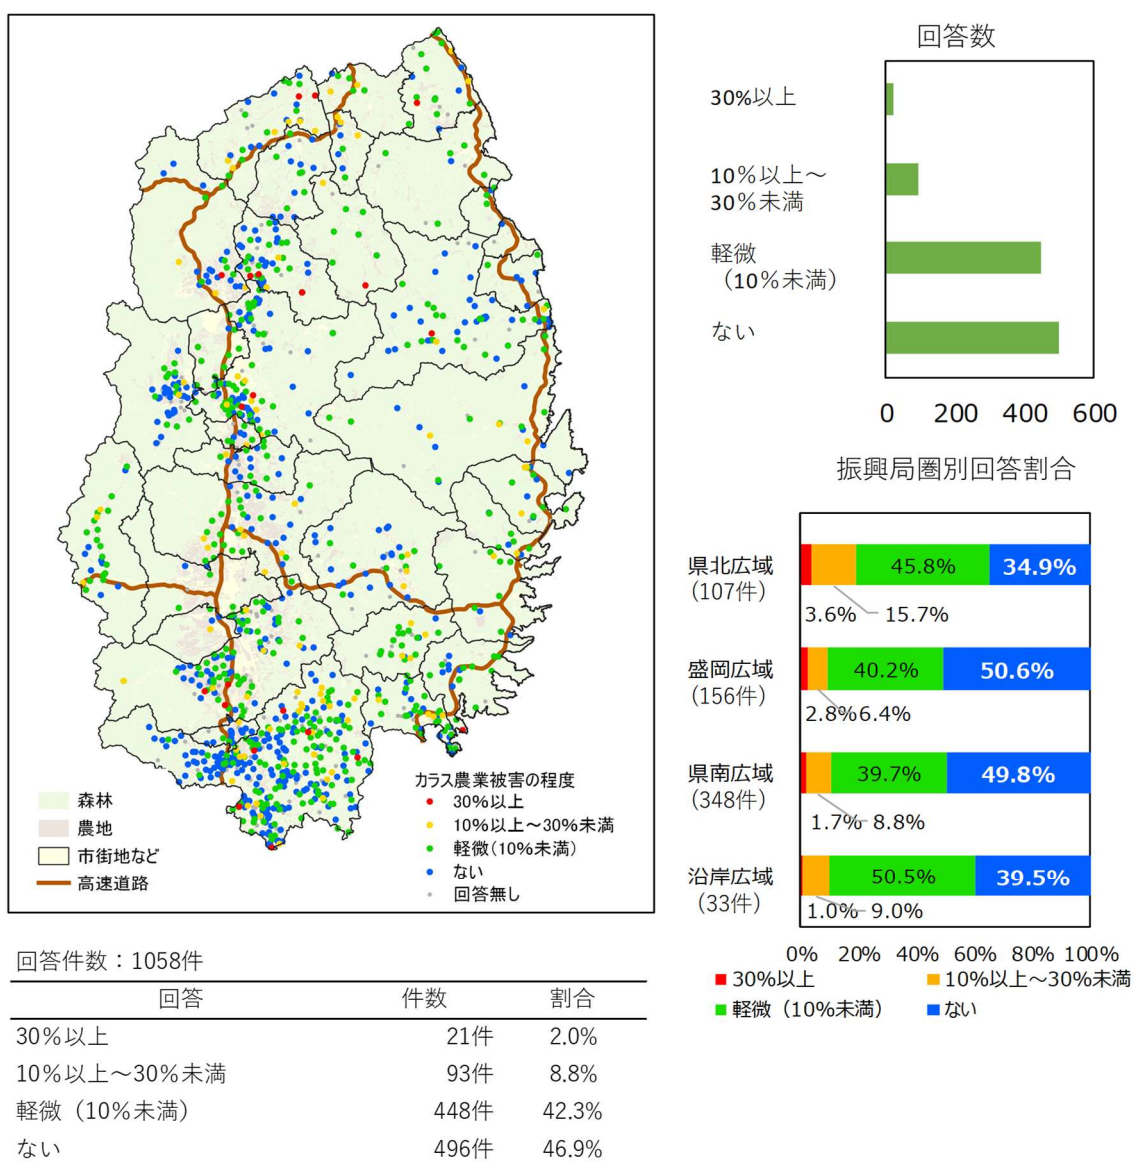 回答数
30%以上
10%以上～
30%未満
軽微
（10%未満）
ない
0 200 400 600
振興局圏別回答割合
県北広域
（107件）
45.8% 34.9%
3.6% 15.7%
盛岡広域
（156件）
40.2% 50.6%
2.8% 6.4%
県南広域
（348件）
39.7% 49.8%
1.7% 8.8%
沿岸広域
（33件）
50.5% 39.5%
1.0% 9.0%
0% 20% 40% 60% 80% 100%
30%以上 10%以上～30%未満
軽微（10%未満） ない
森林
農地
市街地など
高速道路
カラス農業被害の程度
30%以上
10%以上～30%未満
軽微(10%未満)
ない
回答無し
回答件数：1058件
回答 件数 割合
30%以上 21件 2.0%
10%以上～30%未満 93件 8.8%
軽微（10%未満） 448件 42.3%
ない 496件 46.9%